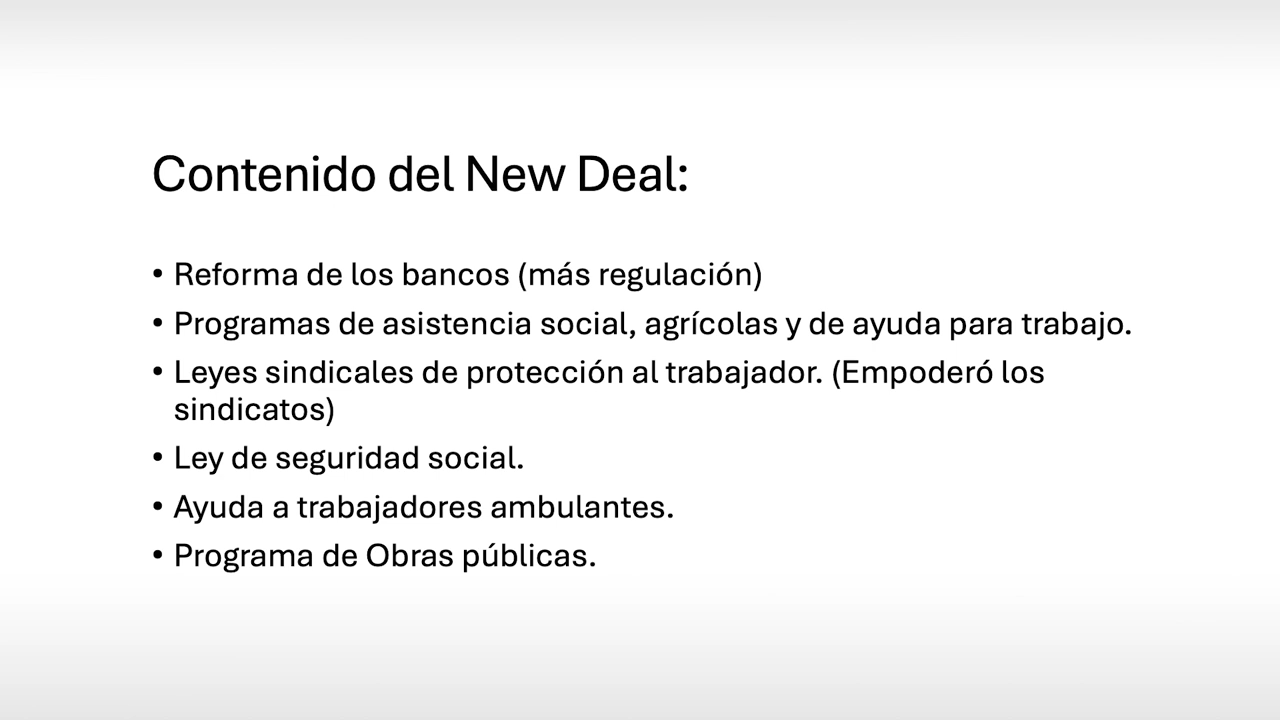 Contenido del New Deal:
• Reforma de los bancos (más regulación)
• Programas de asistencia social, agrícolas y de ayuda para trabajo.
• Leyes sindicales de protección al trabajador. (Empoderó los
sindicatos)
• Ley de seguridad social.
• Ayuda a trabajadores ambulantes.
• Programa de Obras públicas.